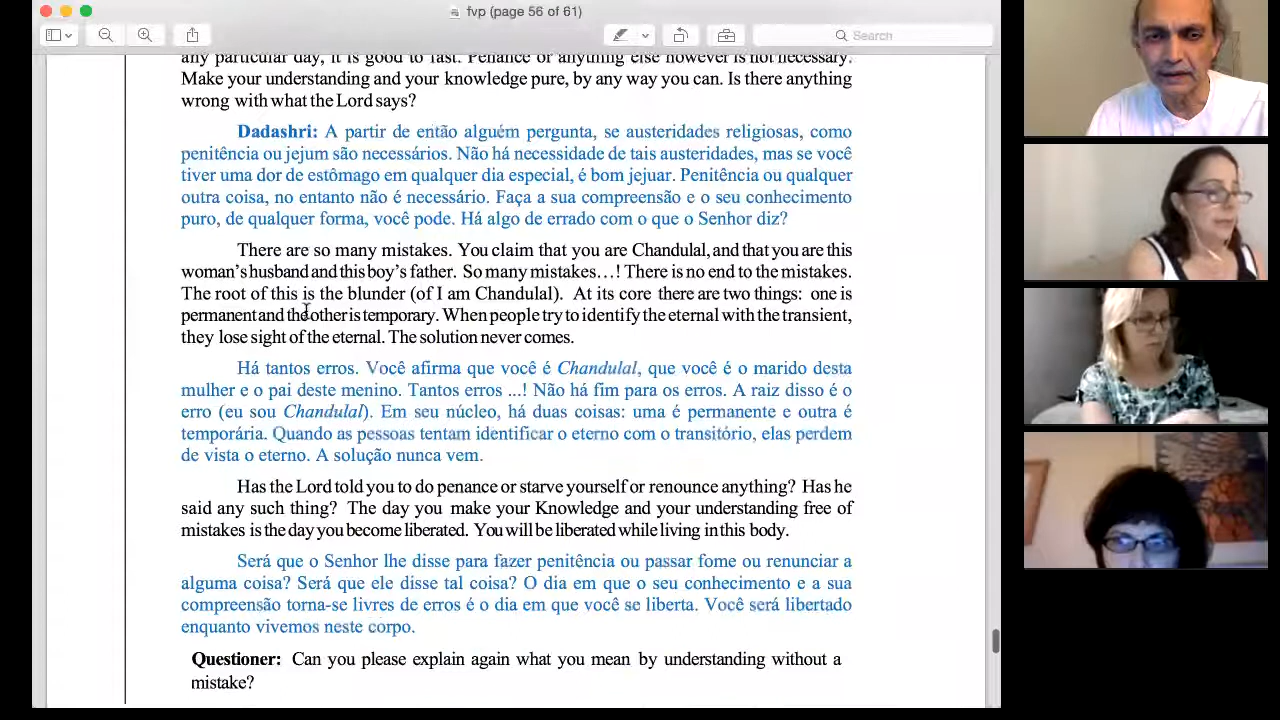 fvp (page 56 of 61)
Search
any particular day, it is good to fast. Penance or anything else however is not necessary.
Make your understanding and your knowledge pure, by any way you can. Is there anything
wrong with what the Lord says?
Dadashri: A partir de então alguém pergunta, se austeridades religiosas, como
penitência ou jejum são necessários. Não há necessidade de tais austeridades, mas se você
tiver uma dor de estômago em qualquer dia especial, é bom jejuar. Penitência ou qualquer
outra coisa, no entanto não é necessário. Faça a sua compreensão e o seu conhecimento
puro, de qualquer forma, você pode. Há algo de errado com o que o Senhor diz?
There are so many mistakes. You claim that you are Chandulal, and that you are this
woman's husband and this boy's father. So many mistakes…! There is no end to the mistakes.
The root of this is the blunder (of I am Chandulal). At its core there are two things: one is
permanent and the other is temporary. When people try to identify the eternal with the transient,
they lose sight of the eternal. The solution never comes.
Há tantos erros. Você afirma que você é Chandulal, que você é o marido desta
mulher e o pai deste menino. Tantos erros ...! Não há fim para os erros. A raiz disso é o
erro (eu sou Chandulal). Em seu núcleo, há duas coisas: uma é permanente e outra é
temporária. Quando as pessoas tentam identificar o eterno com o transitório, elas perdem
de vista o eterno. A solução nunca vem.
Has the Lord told you to do penance or starve yourself or renounce anything? Has he
said any such thing? The day you make your Knowledge and your understanding free of
mistakes is the day you become liberated. You will be liberated while living in this body.
Será que o Senhor lhe disse para fazer penitência ou passar fome ou renunciar a
alguma coisa? Será que ele disse tal coisa? O dia em que o seu conhecimento e a sua
compreensão torna-se livres de erros é o dia em que você se liberta. Você será libertado
enquanto vivemos neste corpo.
Questioner: Can you please explain again what you mean by understanding without a
mistake?